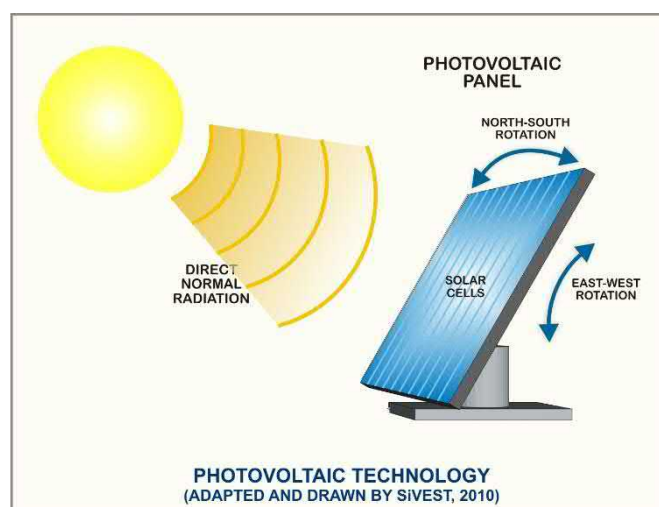 PHOTOVOLTAIC
PANEL
NORTH-SOUTH
ROTATION
DIRECT
NORMAL
RADIATION
SOLAR
CELLS
EAST-WEST
ROTATION
PHOTOVOLTAIC TECHNOLOGY
(ADAPTED AND DRAWN BY SiVEST, 2010)